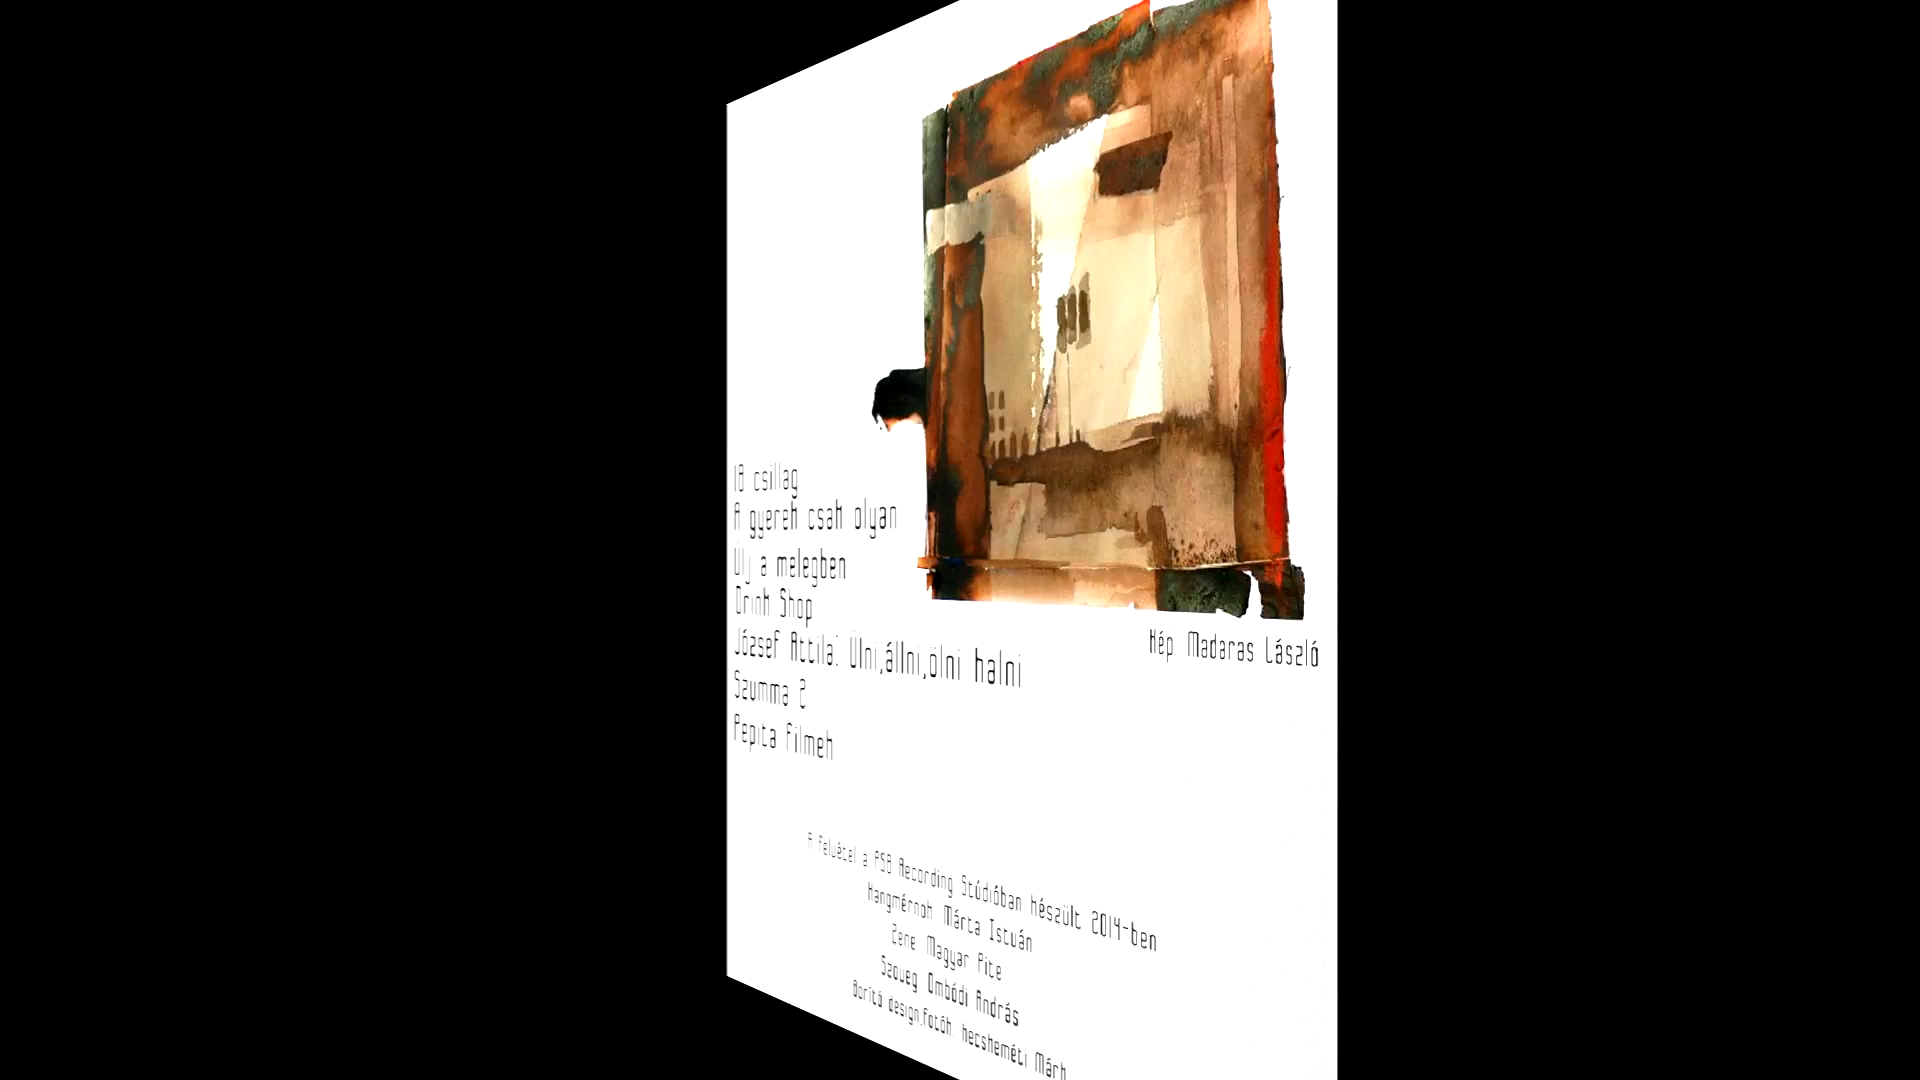 18 csillag
A gyerek csak olyan
Ülj a melegben
Drink Shop
József Attila: Ülni,állni,ölni halni
Kép Madaras László
Szumma 2
Pepita filmek
A felvétel a PSB Recording Stúdióban készült 2014-ben
Hangmérnök Márta István
Zene Magyar Pite
Szöveg Ombódi András
Borító design,fotók Kecskeméti Márk